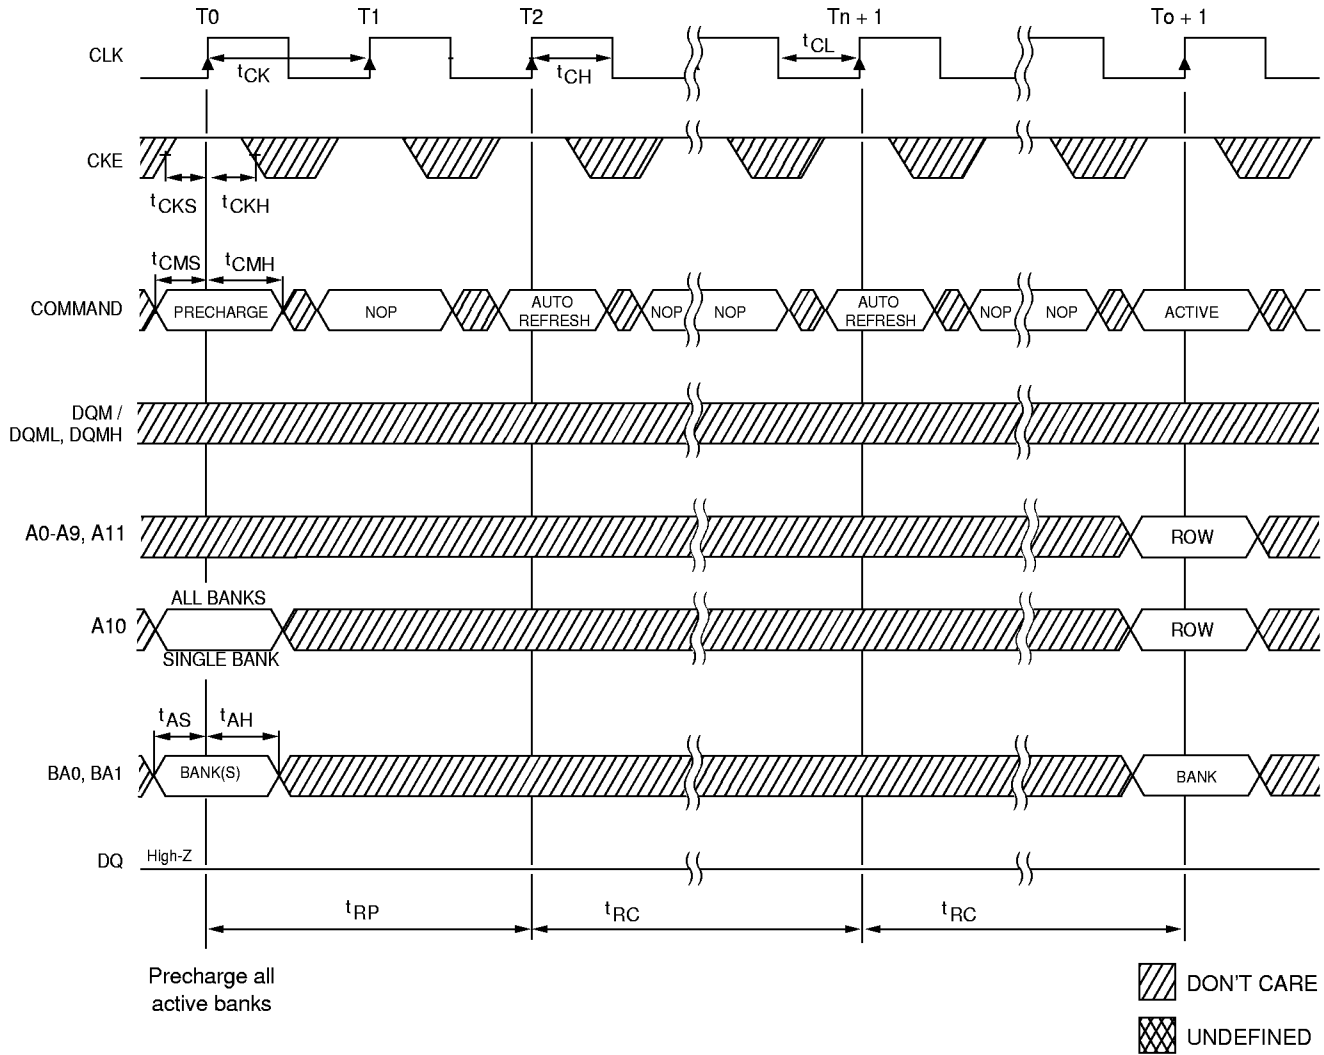 T0 T1 T2 Tn + 1 To + 1
CLK
tCK tCH tCL
CKE
tCKS tCKH
tCMS tCMH
COMMAND PRECHARGE NOP AUTO REFRESH NOP NOP AUTO REFRESH NOP NOP ACTIVE
DQM /
DQML, DQMH
A0-A9, A11 ROW
ALL BANKS
A10 ROW
SINGLE BANK
tAS tAH
BA0, BA1 BANK(S) BANK
DQ High-Z
tRP tRC tRC
Precharge all
active banks
DON'T CARE
UNDEFINED